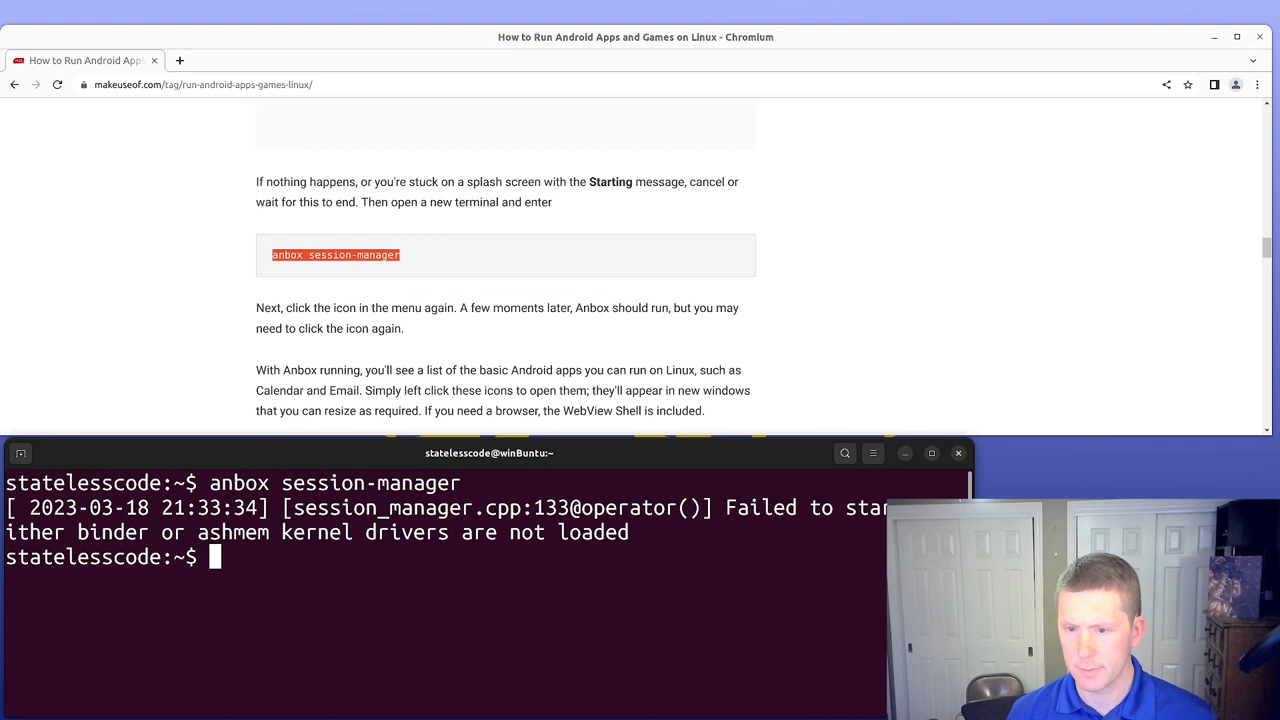 How to Run Android Apps and Games on Linux - Chromium
How to Run Android Apps
makeuseof.com/tag/run-android-apps-games-linux/
If nothing happens, or you're stuck on a splash screen with the Starting message, cancel or
wait for this to end. Then open a new terminal and enter
anbox session-manager
Next, click the icon in the menu again. A few moments later, Anbox should run, but you may
need to click the icon again.
With Anbox running, you'll see a list of the basic Android apps you can run on Linux, such as
Calendar and Email. Simply left click these icons to open them; they'll appear in new windows
that you can resize as required. If you need a browser, the WebView Shell is included.
statelesscode@winBuntu:~
statelesscode:~$ anbox session-manager
[ 2023-03-18 21:33:34] [session_manager.cpp:133@operator()] Failed to star
ither binder or ashmem kernel drivers are not loaded
statelesscode:~$